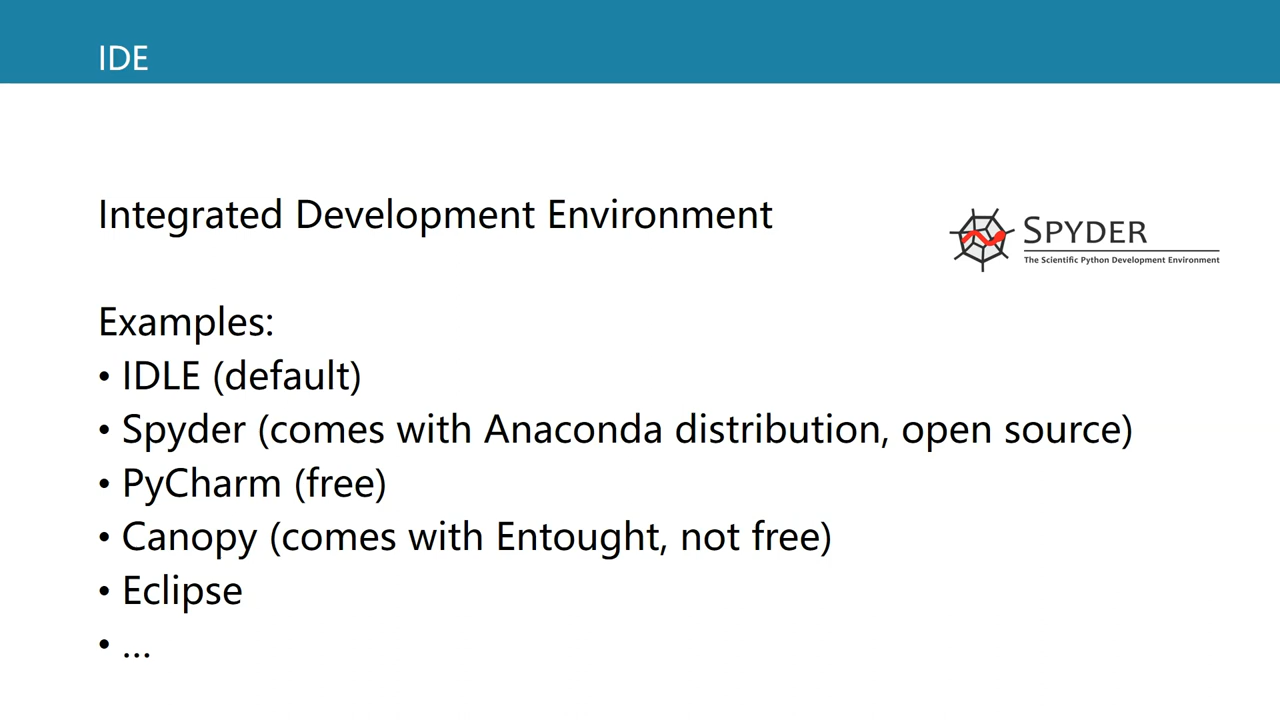 IDE
Integrated Development Environment
SPYDER
The Scientific Python Development Environment
Examples:
• IDLE (default)
• Spyder (comes with Anaconda distribution, open source)
• PyCharm (free)
• Canopy (comes with Entought, not free)
• Eclipse
• ...